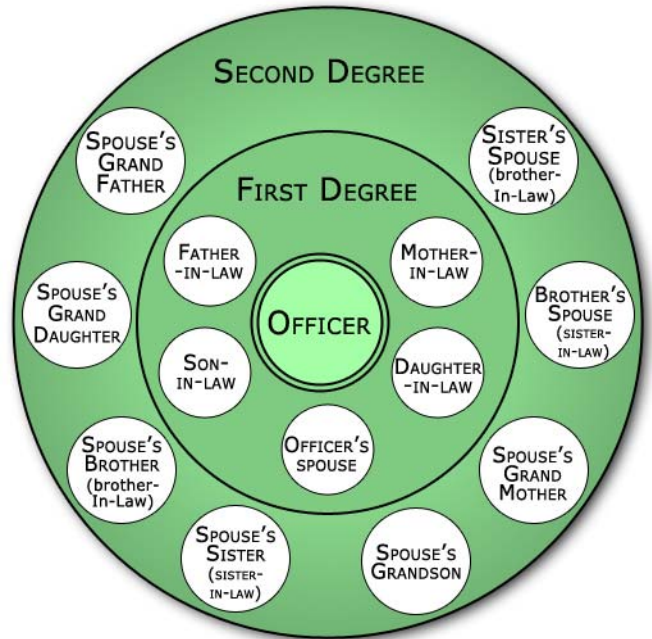 SECOND DEGREE
SPOUSE'S
GRAND
FATHER
SISTER'S
SPOUSE
(brother-
In-Law)
FIRST DEGREE
FATHER
-IN-LAW
MOTHER-
IN-LAW
OFFICER
SPOUSE'S
GRAND
DAUGHTER
BROTHER'S
SPOUSE
(SISTER-
IN-LAW)
SON-
IN-LAW
DAUGHTER
-IN-LAW
OFFICER'S
SPOUSE
SPOUSE'S
BROTHER
(brother-
In-Law)
SPOUSE'S
GRAND
MOTHER
SPOUSE'S
SISTER
(SISTER-
IN-LAW)
SPOUSE'S
GRANDSON